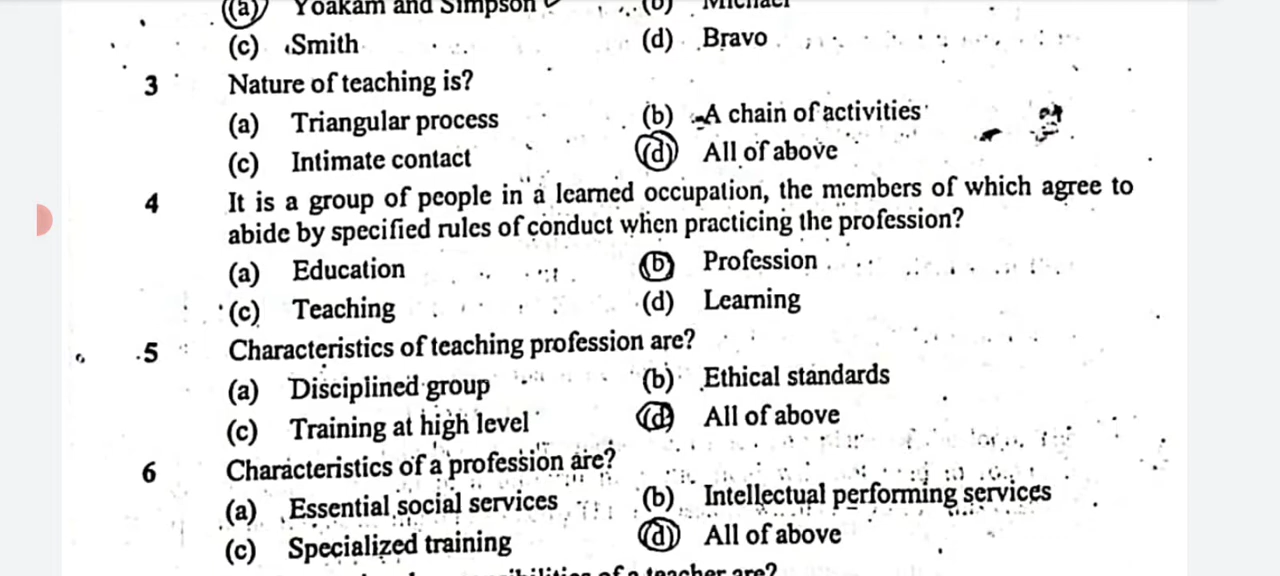 (a) Yoakam and Simpson (b) Michael
(c) Smith (d) Bravo
3 Nature of teaching is?
(a) Triangular process (b) A chain of activities
(c) Intimate contact (d) All of above
4 It is a group of people in a learned occupation, the members of which agree to
abide by specified rules of conduct when practicing the profession?
(a) Education (b) Profession
(c) Teaching (d) Learning
5 Characteristics of teaching profession are?
(a) Disciplined group (b) Ethical standards
(c) Training at high level (d) All of above
6 Characteristics of a profession are?
(a) Essential social services (b) Intellectual performing services
(c) Specialized training (d) All of above
of a teacher are?